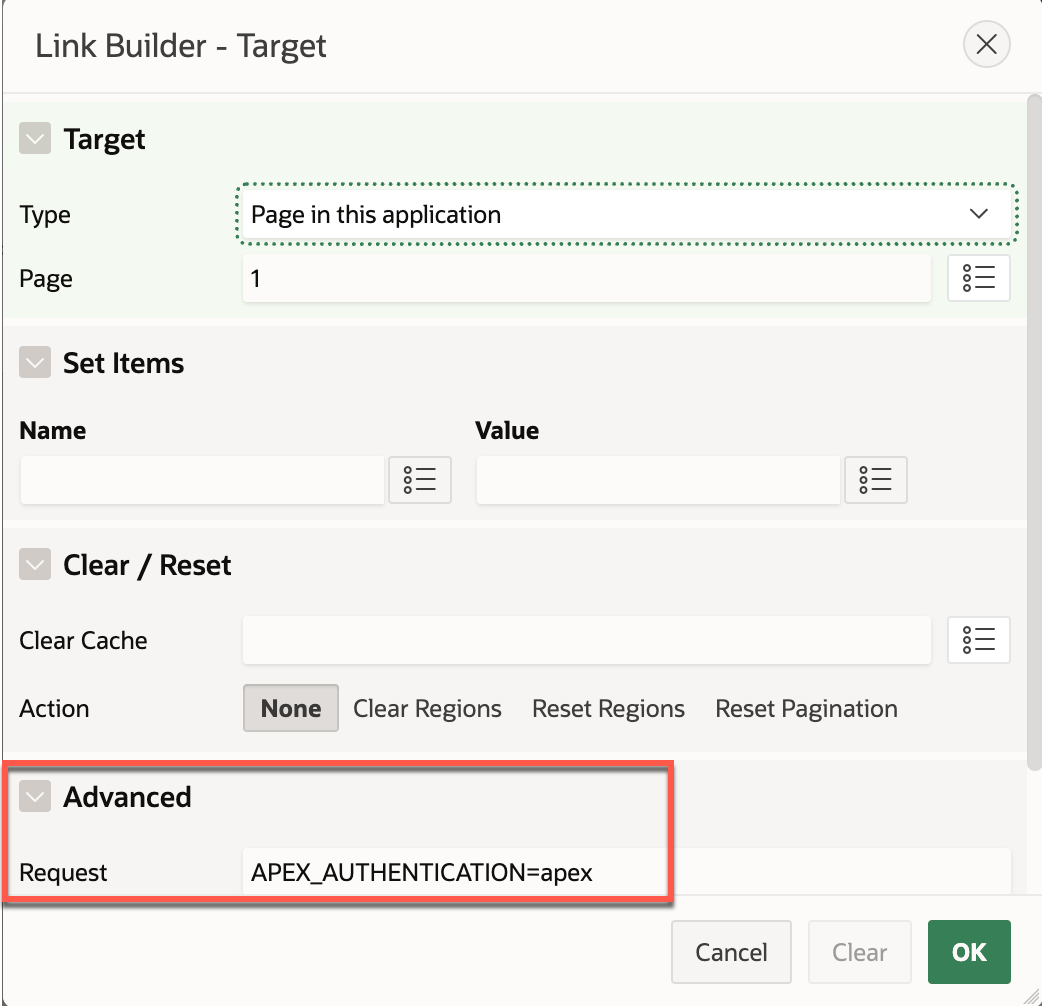 Link Builder - Target
Target
Type Page in this application
Page 1
Set Items
Name Value
Clear / Reset
Clear Cache
Action None Clear Regions Reset Regions Reset Pagination
Advanced
Request APEX_AUTHENTICATION=apex
Cancel Clear OK